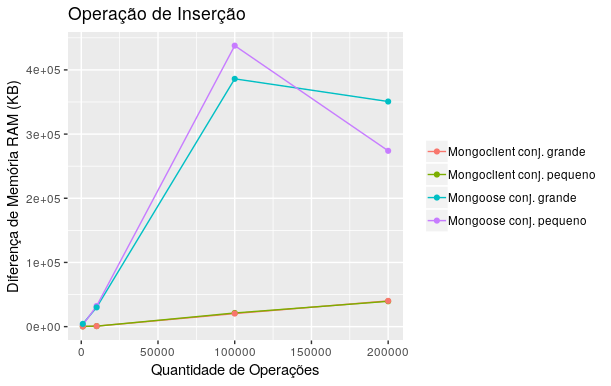 Operação de Inserção
Diferença de Memória RAM (KB)
4e+05
3e+05
2e+05
1e+05
0e+00
0
50000
100000
150000
200000
Quantidade de Operações
Mongoclient conj. grande
Mongoclient conj. pequeno
Mongoose conj. grande
Mongoose conj. pequeno